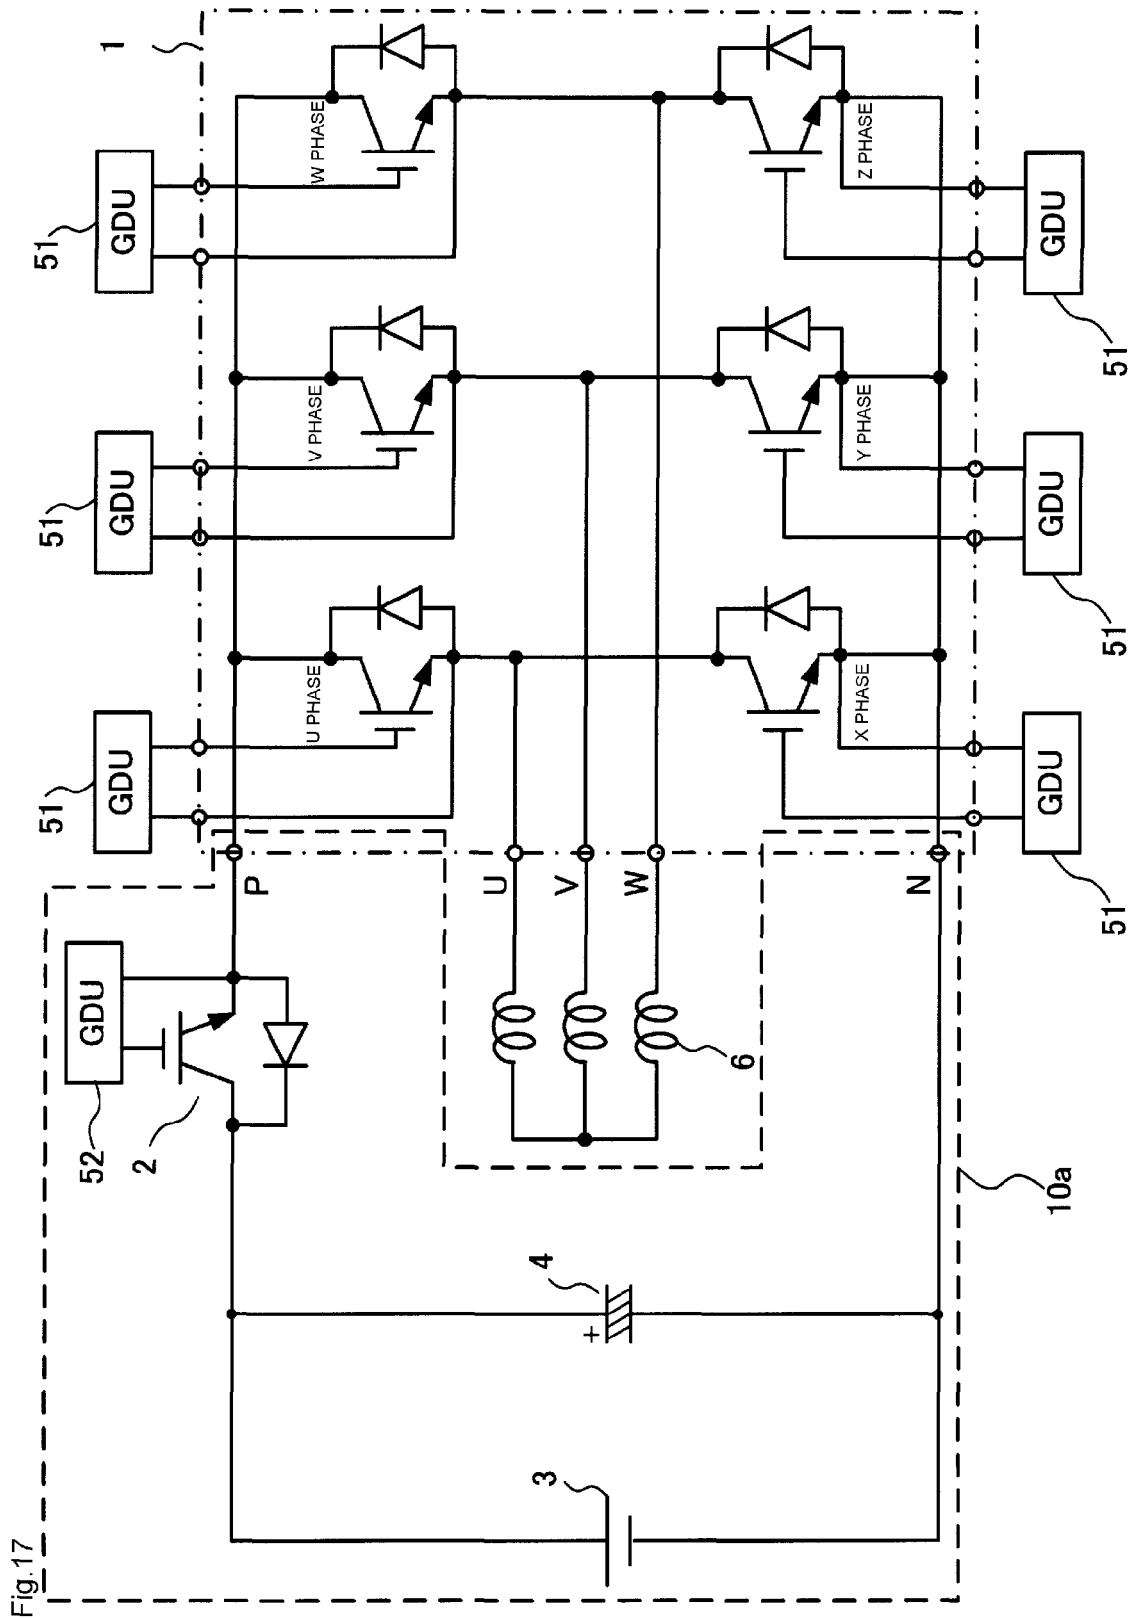 Fig.17
1
51
GDU
51
GDU
51
GDU
W PHASE
V PHASE
U PHASE
Z PHASE
Y PHASE
X PHASE
GDU
51
GDU
51
GDU
51
P
U
V
W
N
GDU
52
2
6
10a
4
+
3